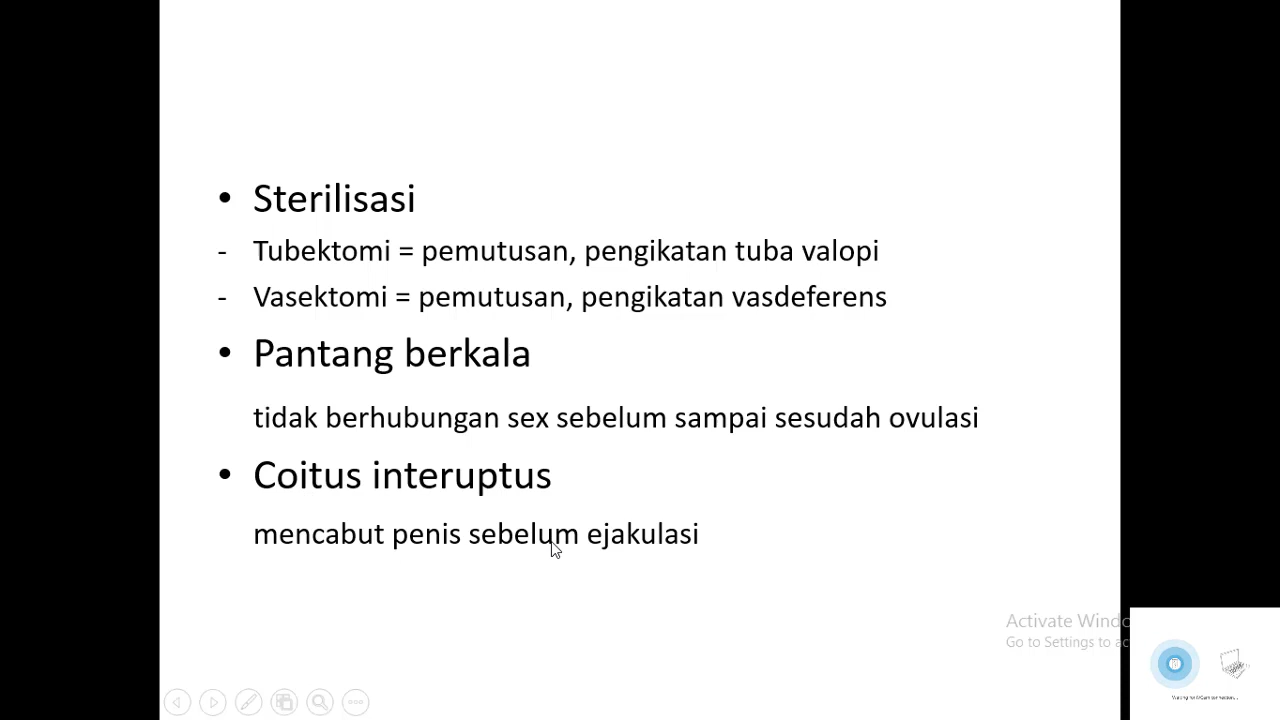 • Sterilisasi
- Tubektomi = pemutusan, pengikatan tuba valopi
- Vasektomi = pemutusan, pengikatan vasdeferens
• Pantang berkala
tidak berhubungan sex sebelum sampai sesudah ovulasi
• Coitus interuptus
mencabut penis sebelum ejakulasi
Activate Windo
Go to Settings to ac